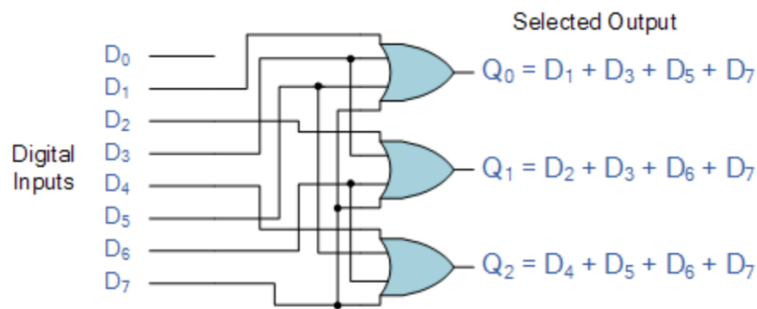 Selected Output
D₀
D₁
D₂
D₃
D₄
D₅
D₆
D₇
Digital
Inputs
Q₀ = D₁ + D₃ + D₅ + D₇
Q₁ = D₂ + D₃ + D₆ + D₇
Q₂ = D₄ + D₅ + D₆ + D₇